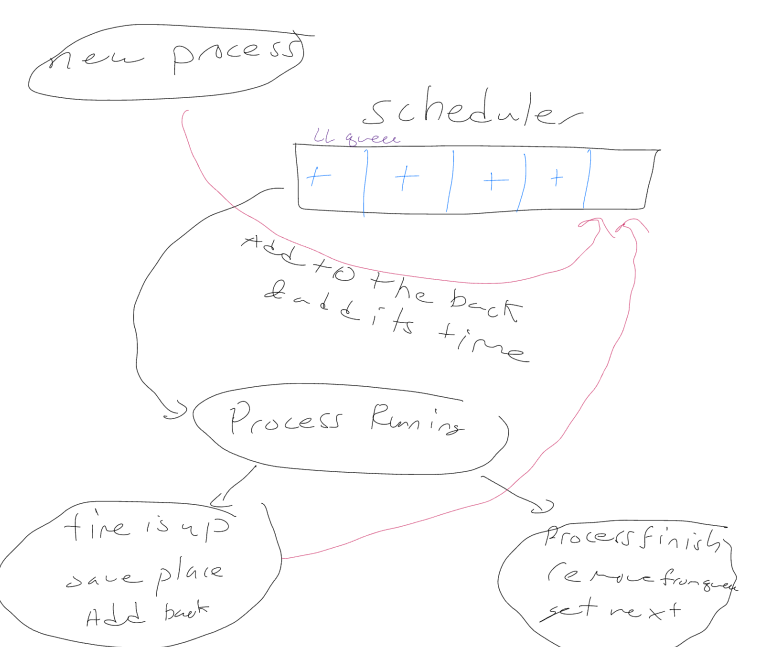 new process
scheduler
LL queue
+ + + +
Add to the back
& add its time
Process Running
time is up
save place
Add back
Process finish
remove from queue
get next